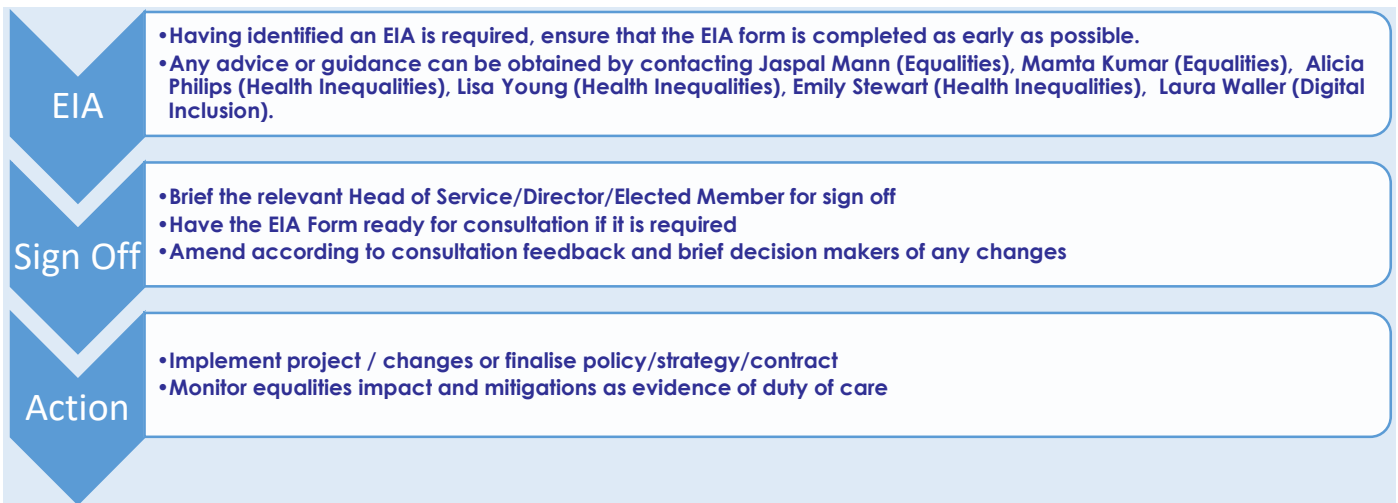 EIA
•Having identified an EIA is required, ensure that the EIA form is completed as early as possible.
•Any advice or guidance can be obtained by contacting Jaspal Mann (Equalities), Mamta Kumar (Equalities), Alicia
Philips (Health Inequalities), Lisa Young (Health Inequalities), Emily Stewart (Health Inequalities), Laura Waller (Digital
Inclusion).
Sign Off
•Brief the relevant Head of Service/Director/Elected Member for sign off
•Have the EIA Form ready for consultation if it is required
•Amend according to consultation feedback and brief decision makers of any changes
Action
•Implement project / changes or finalise policy/strategy/contract
•Monitor equalities impact and mitigations as evidence of duty of care